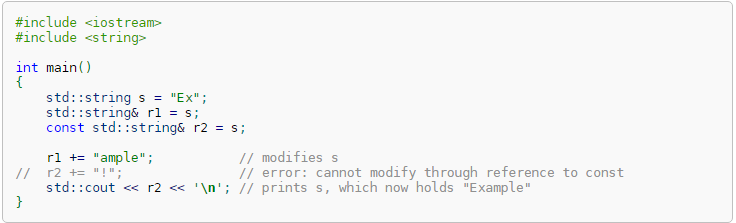 #include <iostream>
#include <string>

int main()
{
    std::string s = "Ex";
    std::string& r1 = s;
    const std::string& r2 = s;

    r1 += "ample";           // modifies s
//  r2 += "!";               // error: cannot modify through reference to const
    std::cout << r2 << '\n'; // prints s, which now holds "Example"
}